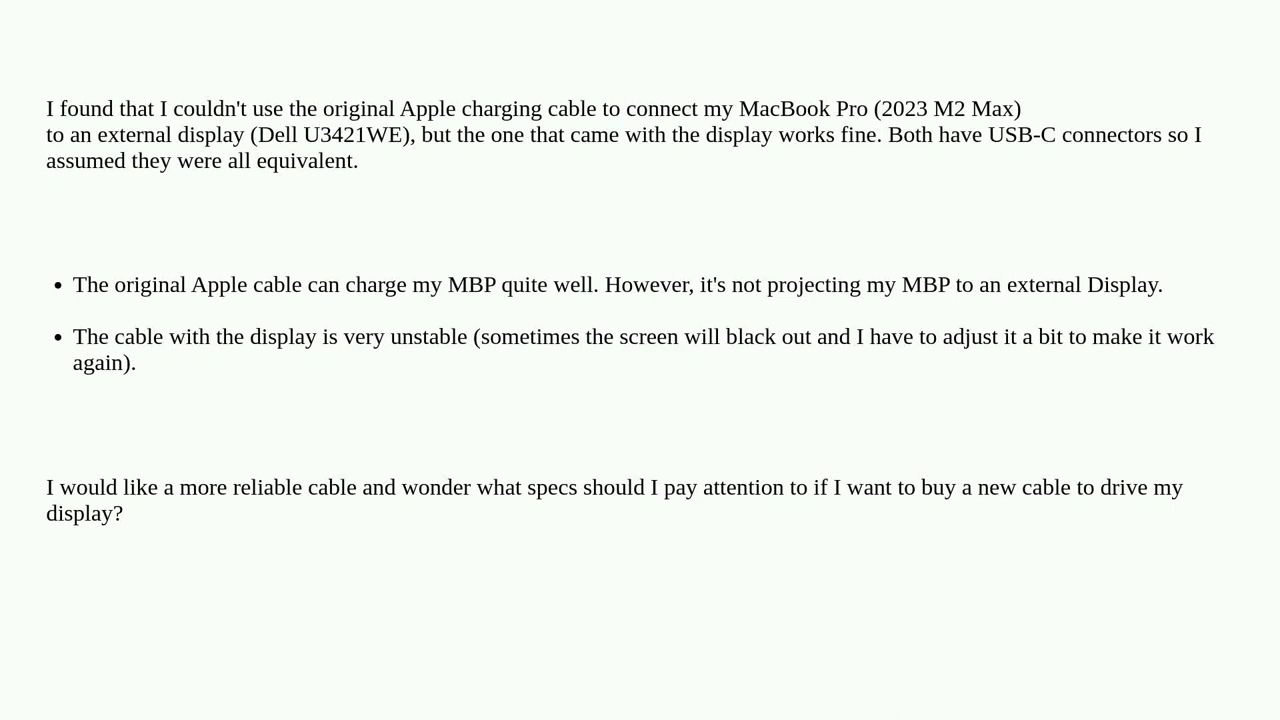 I found that I couldn't use the original Apple charging cable to connect my MacBook Pro (2023 M2 Max)
to an external display (Dell U3421WE), but the one that came with the display works fine. Both have USB-C connectors so I
assumed they were all equivalent.
• The original Apple cable can charge my MBP quite well. However, it's not projecting my MBP to an external Display.
• The cable with the display is very unstable (sometimes the screen will black out and I have to adjust it a bit to make it work
again).
I would like a more reliable cable and wonder what specs should I pay attention to if I want to buy a new cable to drive my
display?